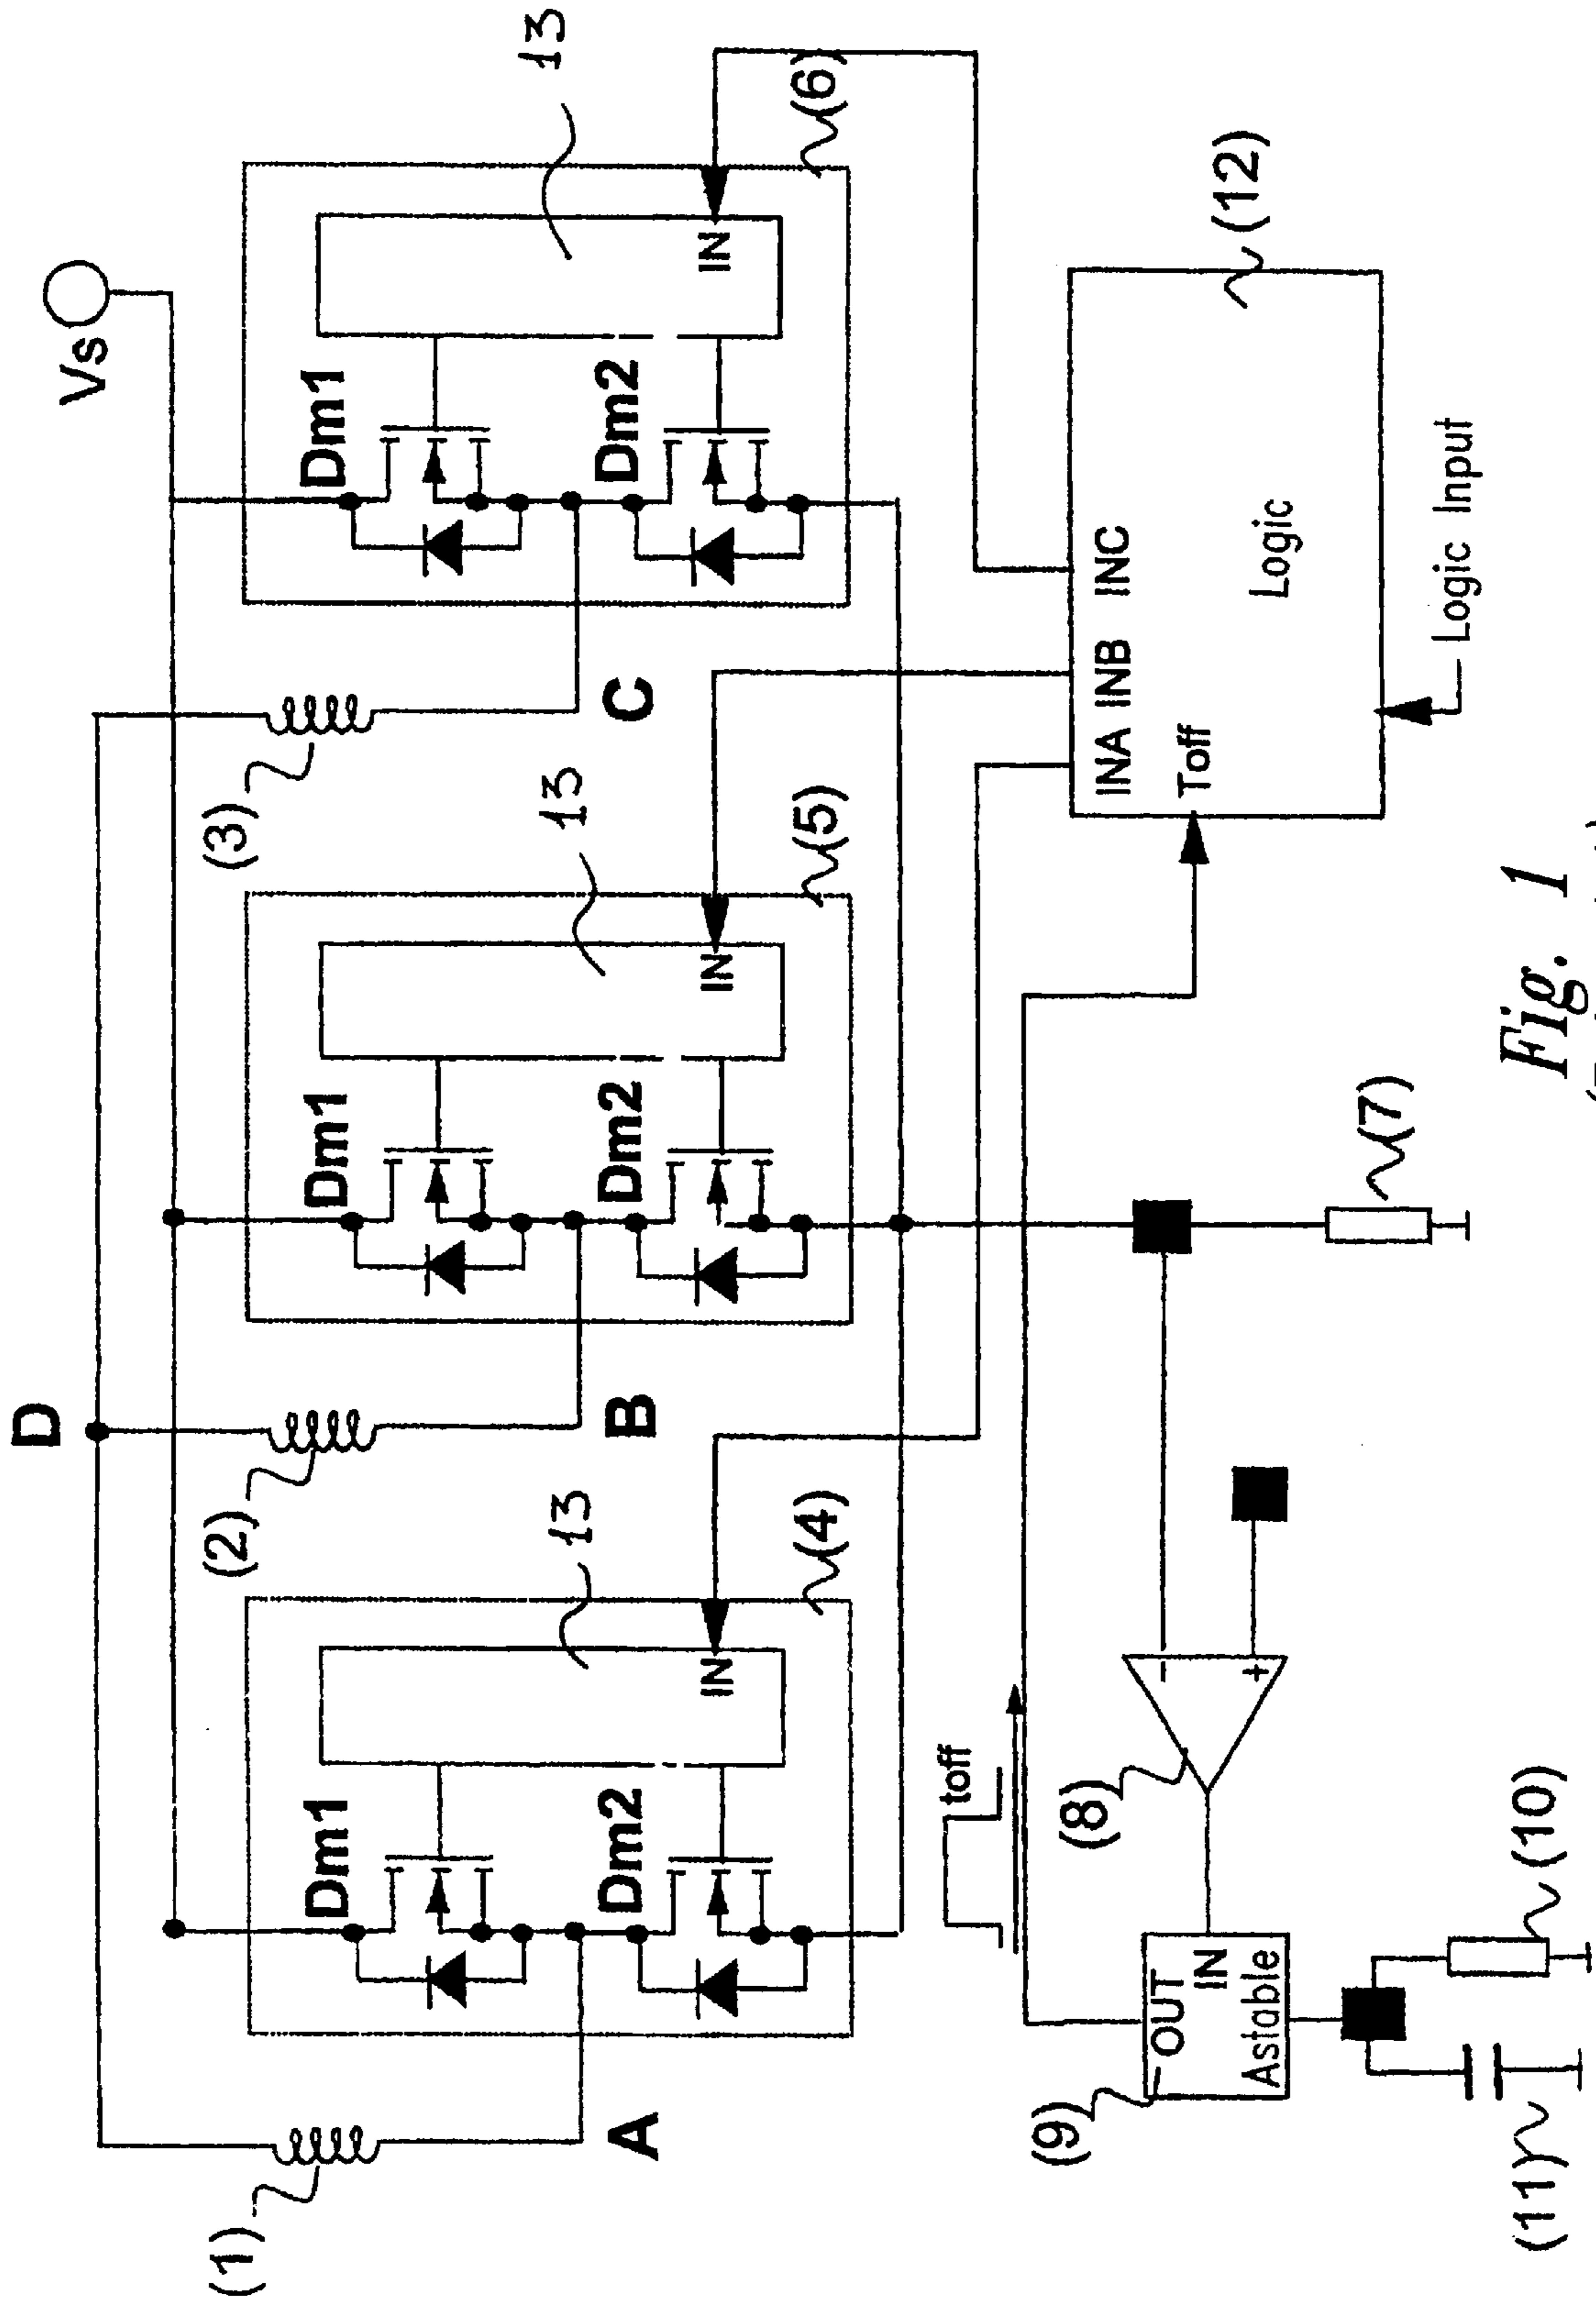 D
Vs
(1)
(2)
(3)
13
13
13
Dm1
Dm1
Dm1
Dm2
Dm2
Dm2
IN
IN
IN
A
B
C
(4)
(5)
(6)
toff
(9)
(8)
OUT
IN
Astable
-
+
INA INB INC
Toff
Logic
(12)
(7)
Logic Input
(11)
(10)
Fig. 1